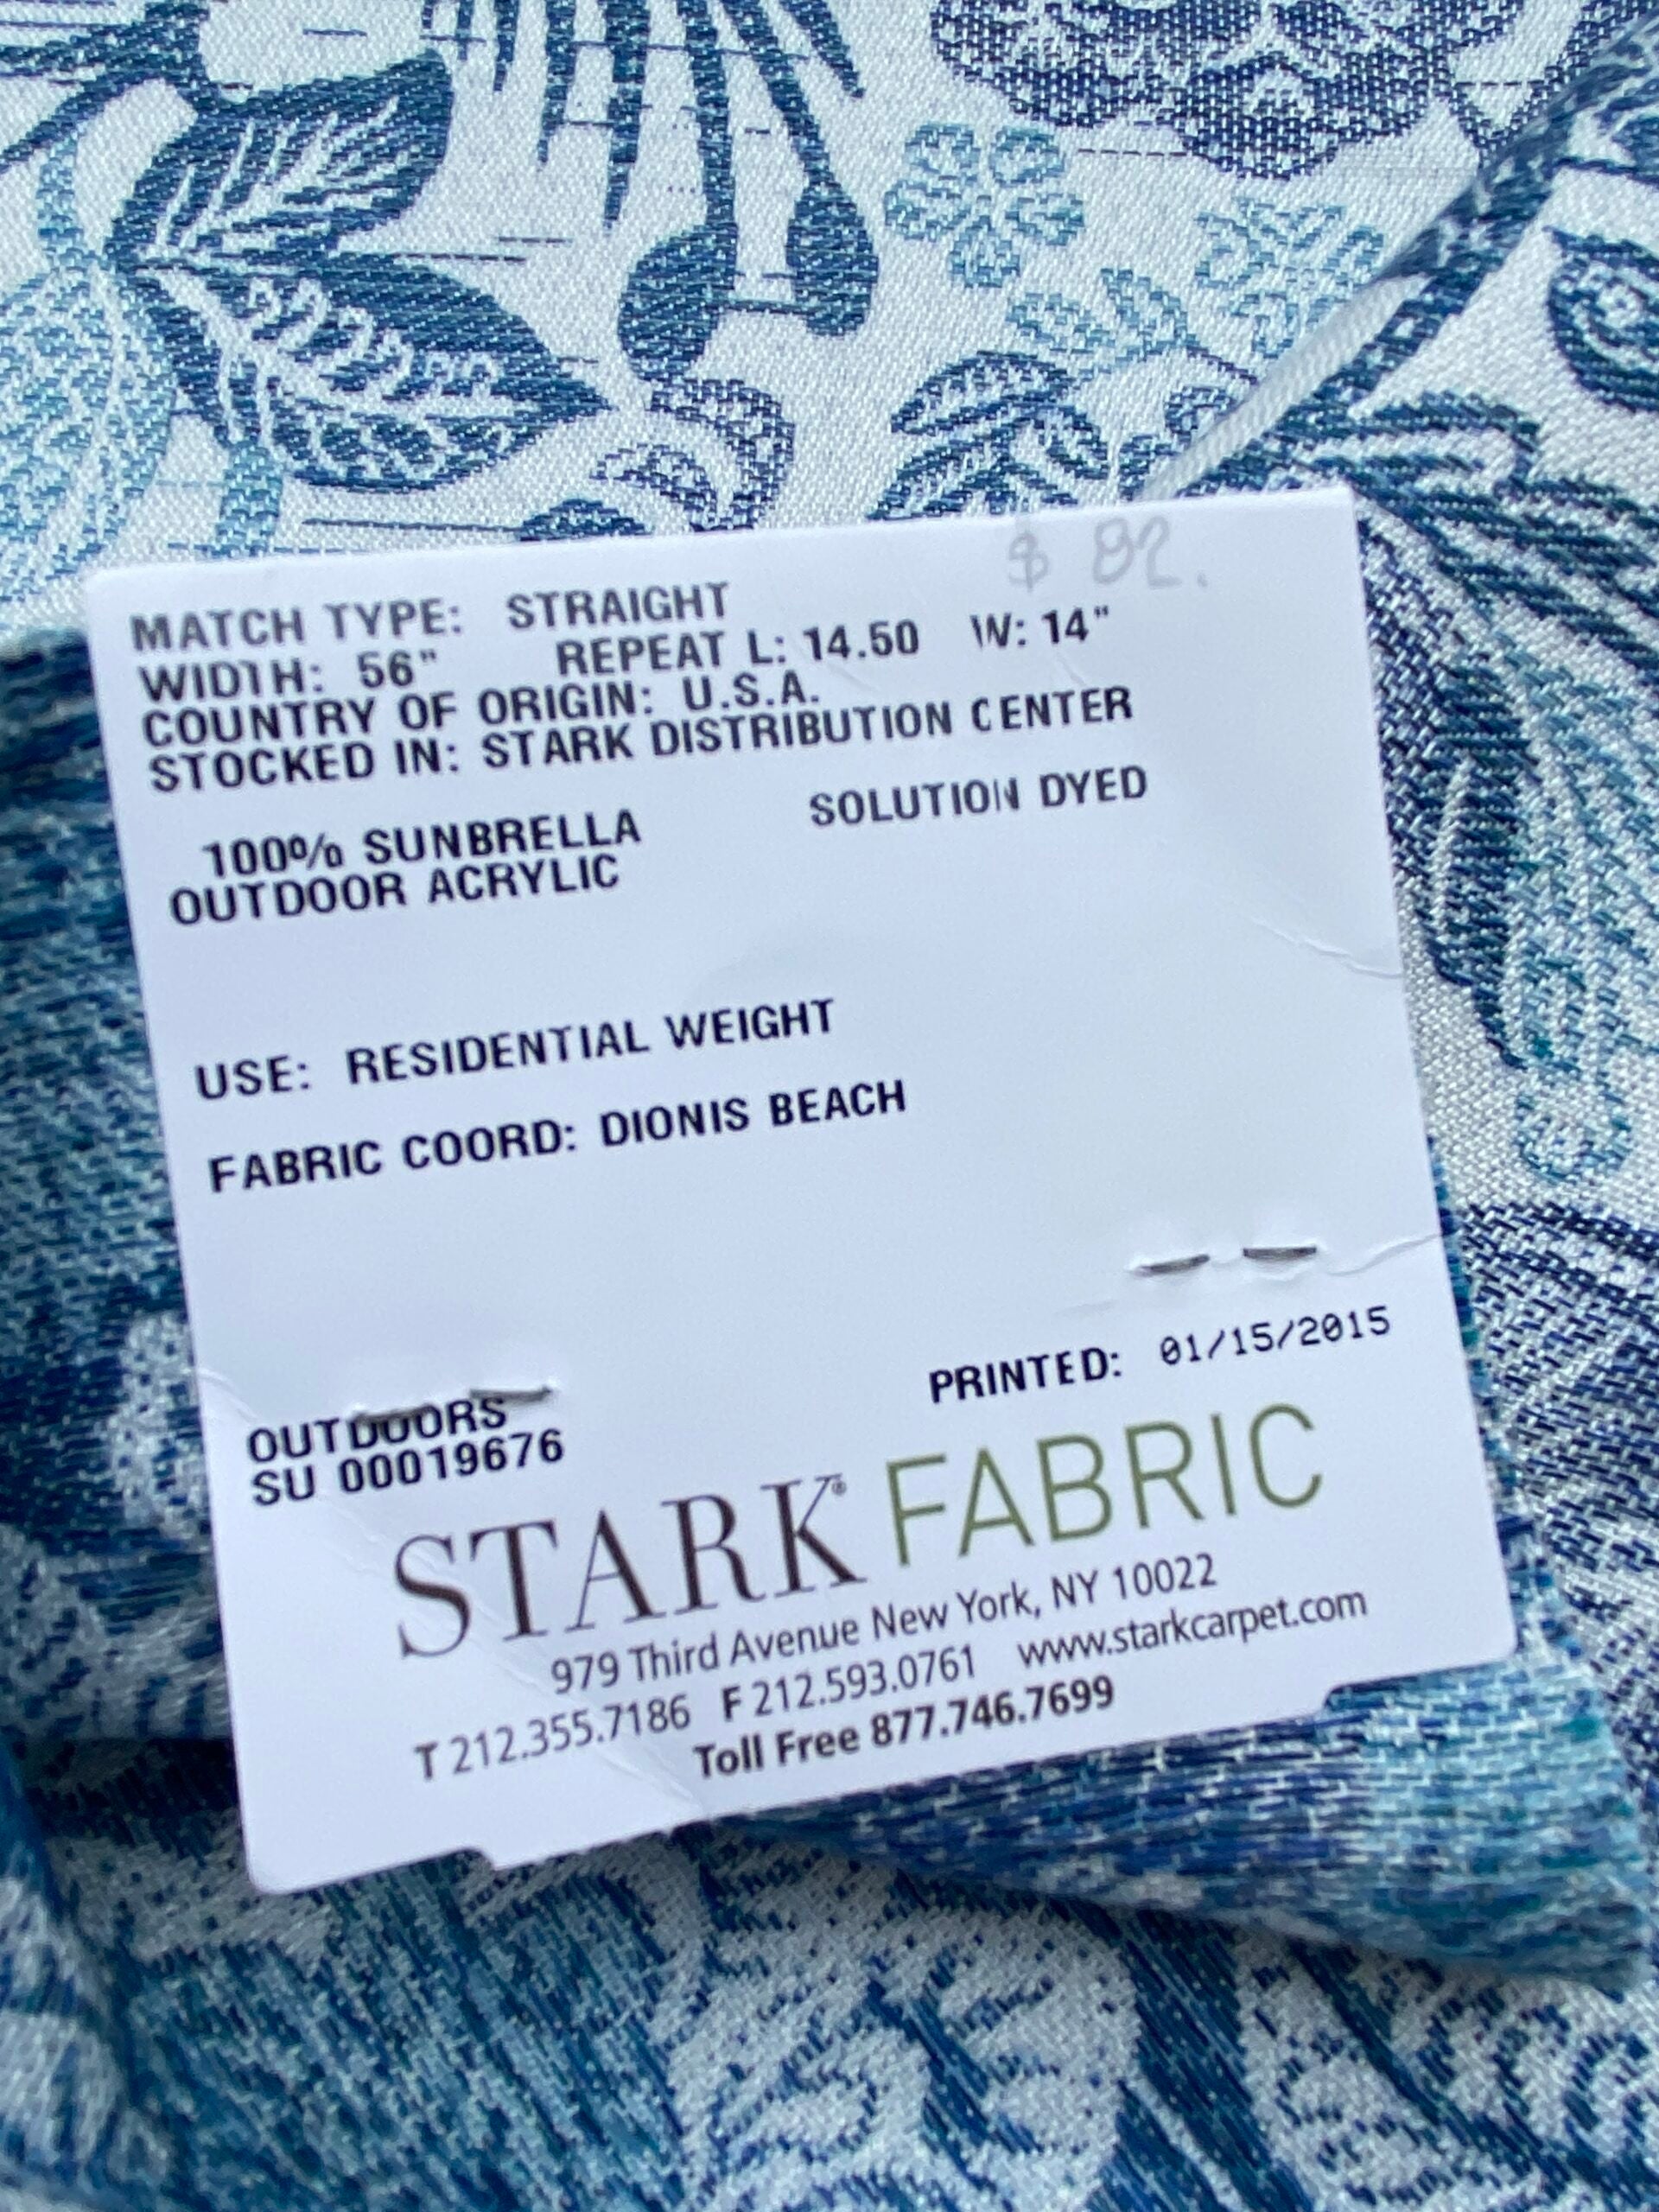 $ 82.
MATCH TYPE: STRAIGHT
WIDTH: 56" REPEAT L: 14.50 W: 14"
COUNTRY OF ORIGIN: U.S.A.
STOCKED IN: STARK DISTRIBUTION CENTER
100% SUNBRELLA SOLUTION DYED
OUTDOOR ACRYLIC
USE: RESIDENTIAL WEIGHT
FABRIC COORD: DIONIS BEACH
PRINTED: 01/15/2015
OUTDOORS
SU 00019676
STARK® FABRIC
979 Third Avenue New York, NY 10022
T 212.355.7186 F 212.593.0761 www.starkcarpet.com
Toll Free 877.746.7699